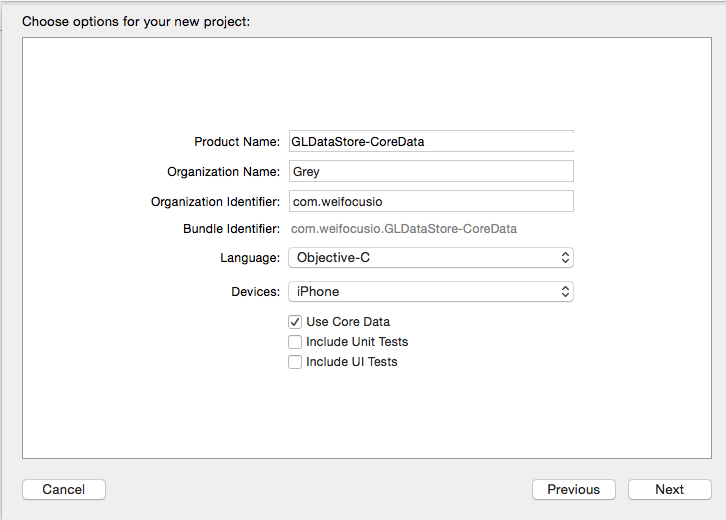 Choose options for your new project:
Product Name: GLDataStore-CoreData
Organization Name: Grey
Organization Identifier: com.weifocusio
Bundle Identifier: com.weifocusio.GLDataStore-CoreData
Language: Objective-C
Devices: iPhone
Use Core Data
Include Unit Tests
Include UI Tests
Cancel Previous Next